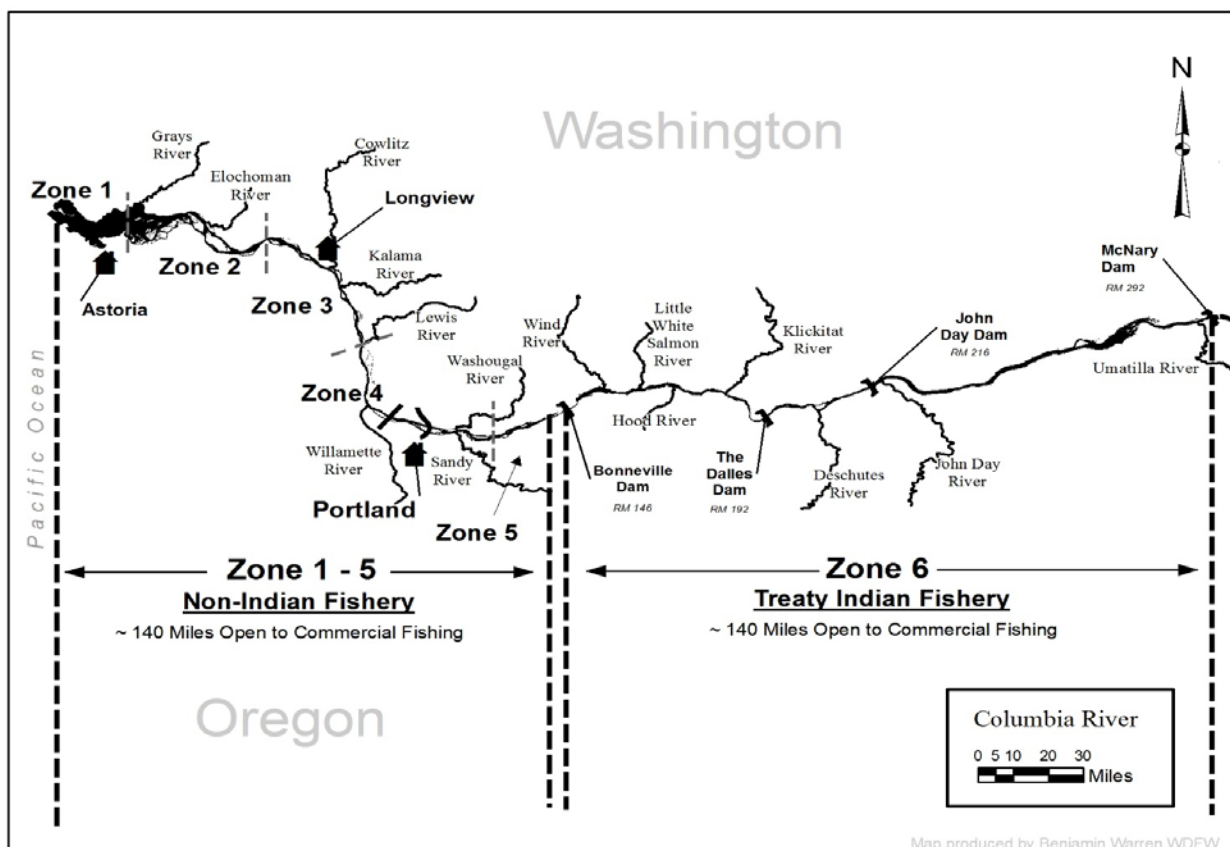 N
Washington
Grays
River
Cowlitz
River
Zone 1
Elochoman
River
Longview
McNary
Dam
RM 292
Kalama
River
Zone 2
Astoria
Zone 3
Lewis
River
Wind
River
Little
White
Salmon
River
Klickitat
River
John
Day Dam
RM 216
Washougal
River
Umatilla River
Pacific Ocean
Zone 4
Hood River
Willamette
River
Sandy
River
Bonneville
Dam
RM 146
The
Dalles
Dam
RM 192
Deschutes
River
John Day
River
Portland
Zone 5
Zone 1 - 5
Non-Indian Fishery
~ 140 Miles Open to Commercial Fishing
Zone 6
Treaty Indian Fishery
~ 140 Miles Open to Commercial Fishing
Oregon
Columbia River
0 5 10 20 30
Miles
Map produced by Benjamin Warren WDFW